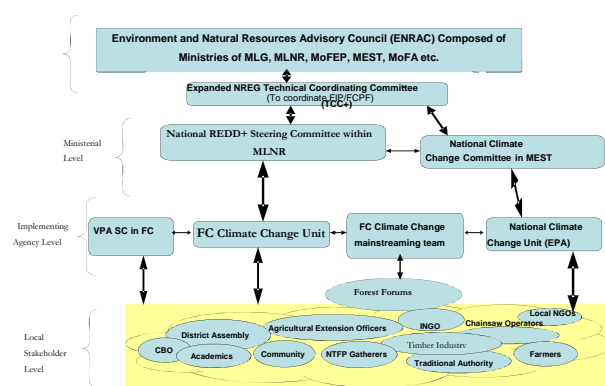 Environment and Natural Resources Advisory Council (ENRAC) Composed of
Ministries of MLG, MLNR, MoFEP, MEST, MoFA etc.
Expanded NREG Technical Coordinating Committee
(To coordinate FIP/FCPF)
(TCC+)
Ministerial
Level
National REDD+ Steering Committee within
MLNR
National Climate
Change Committee in MEST
Implementing
Agency Level
VPA SC in FC
FC Climate Change Unit
FC Climate Change
mainstreaming team
National Climate
Change Unit (EPA)
Forest Forums
Local
Stakeholder
Level
Local NGOs
INGO
Chainsaw Operators
Agricultural Extension Officers
District Assembly
Timber Industry
CBO
Academics
Community
NTFP Gatherers
Traditional Authority
Farmers